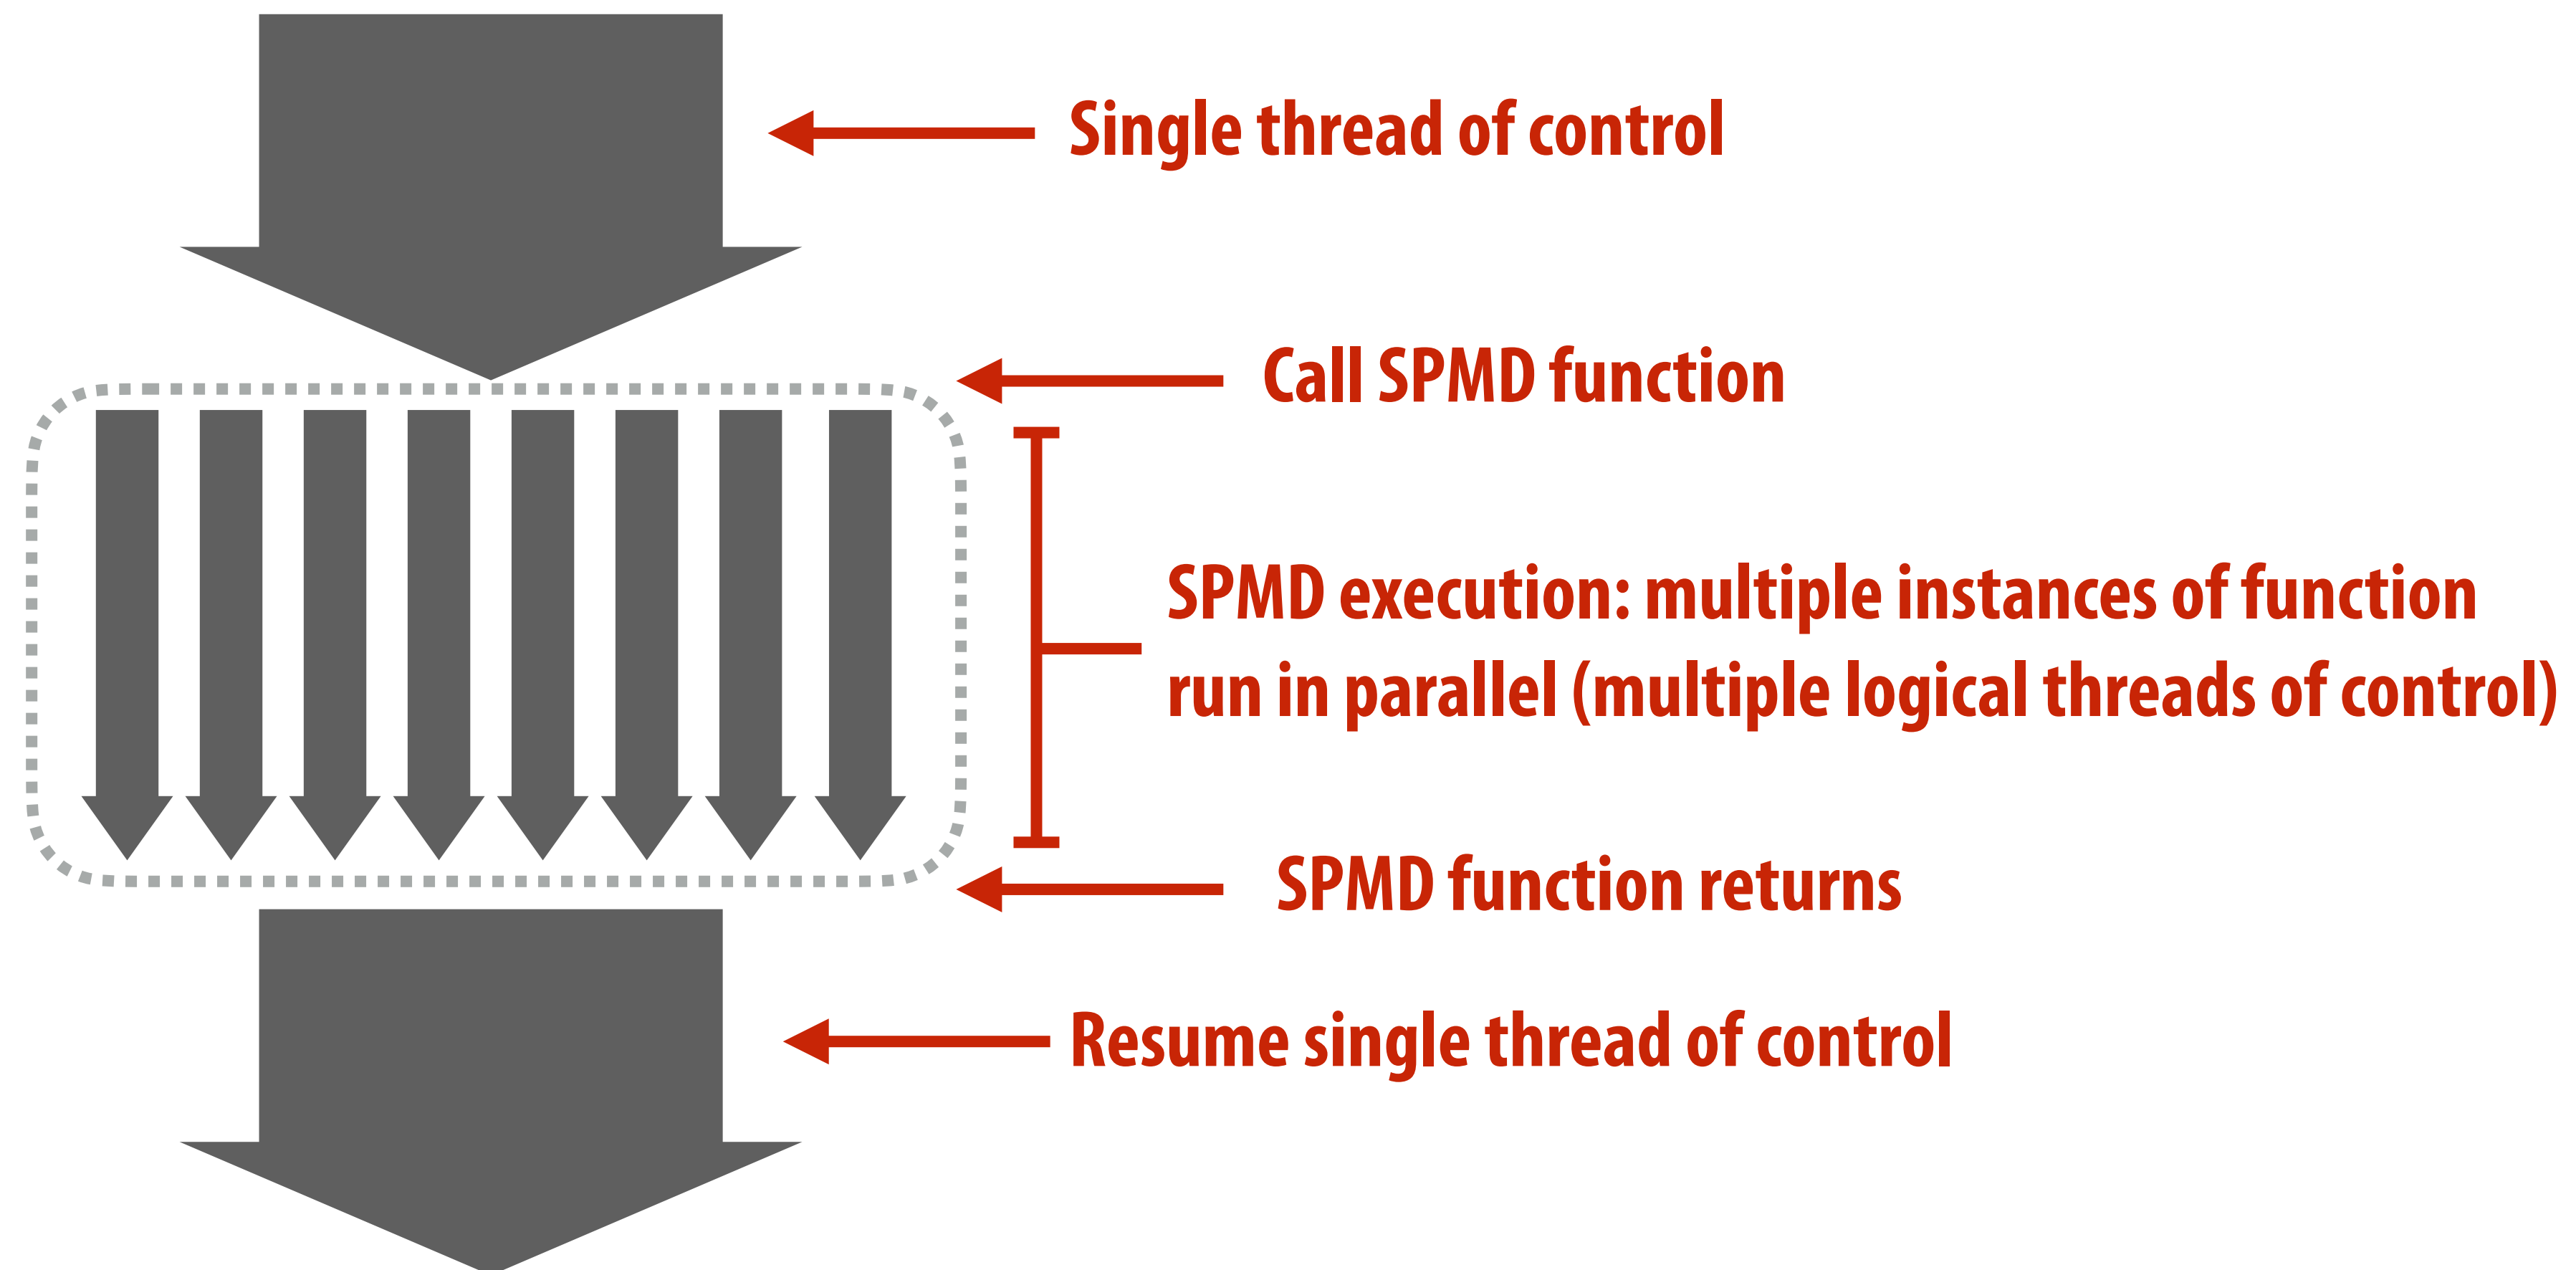 Single thread of control
Call SPMD function
SPMD execution: multiple instances of function
run in parallel (multiple logical threads of control)
SPMD function returns
Resume single thread of control